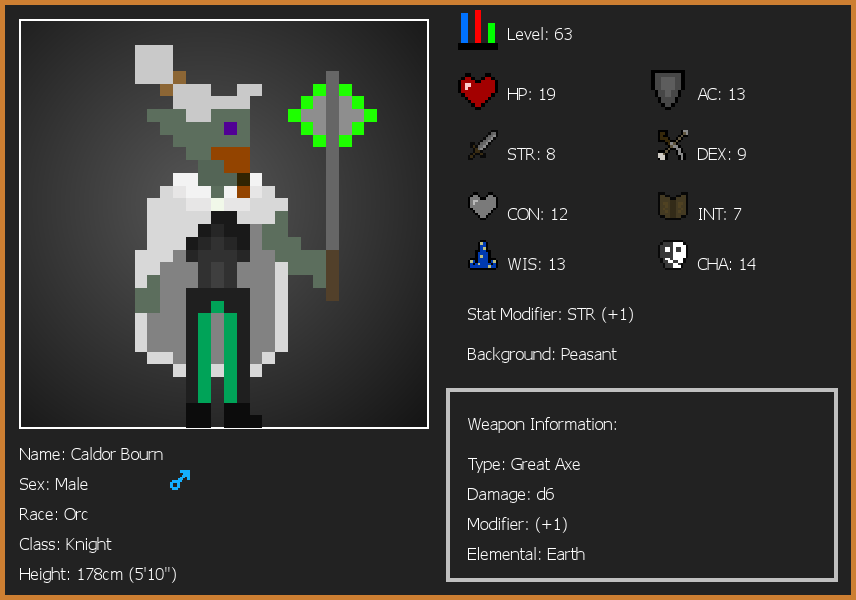 Level: 63
HP: 19
AC: 13
STR: 8
DEX: 9
CON: 12
INT: 7
WIS: 13
CHA: 14
Stat Modifier: STR (+1)
Background: Peasant
Weapon Information:
Type: Great Axe
Damage: d6
Modifier: (+1)
Elemental: Earth
Name: Caldor Bourn
Sex: Male
Race: Orc
Class: Knight
Height: 178cm (5'10")